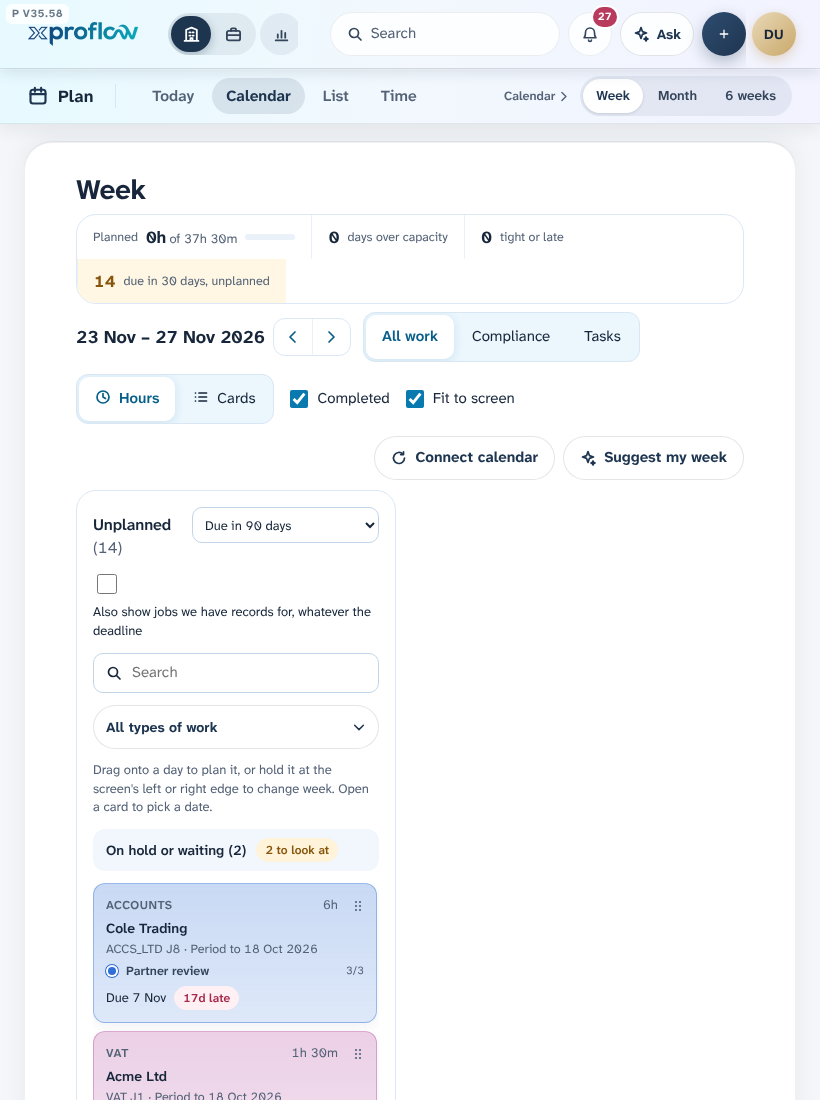 P V35.58
xproflow
Search
27
Ask
+
DU
Plan
Today
Calendar
List
Time
Calendar
Week
Month
6 weeks
Week
Planned 0h of 37h 30m
0 days over capacity
0 tight or late
14 due in 30 days, unplanned
23 Nov – 27 Nov 2026
All work
Compliance
Tasks
Hours
Cards
Completed
Fit to screen
Connect calendar
Suggest my week
Unplanned
(14)
Due in 90 days
Also show jobs we have records for, whatever the
deadline
Search
All types of work
Drag onto a day to plan it, or hold it at the
screen's left or right edge to change week. Open
a card to pick a date.
On hold or waiting (2)
2 to look at
ACCOUNTS
6h
Cole Trading
ACCS_LTD J8 · Period to 18 Oct 2026
Partner review
3/3
Due 7 Nov
17d late
VAT
1h 30m
Acme Ltd
VAT J1 · Period to 18 Oct 2026